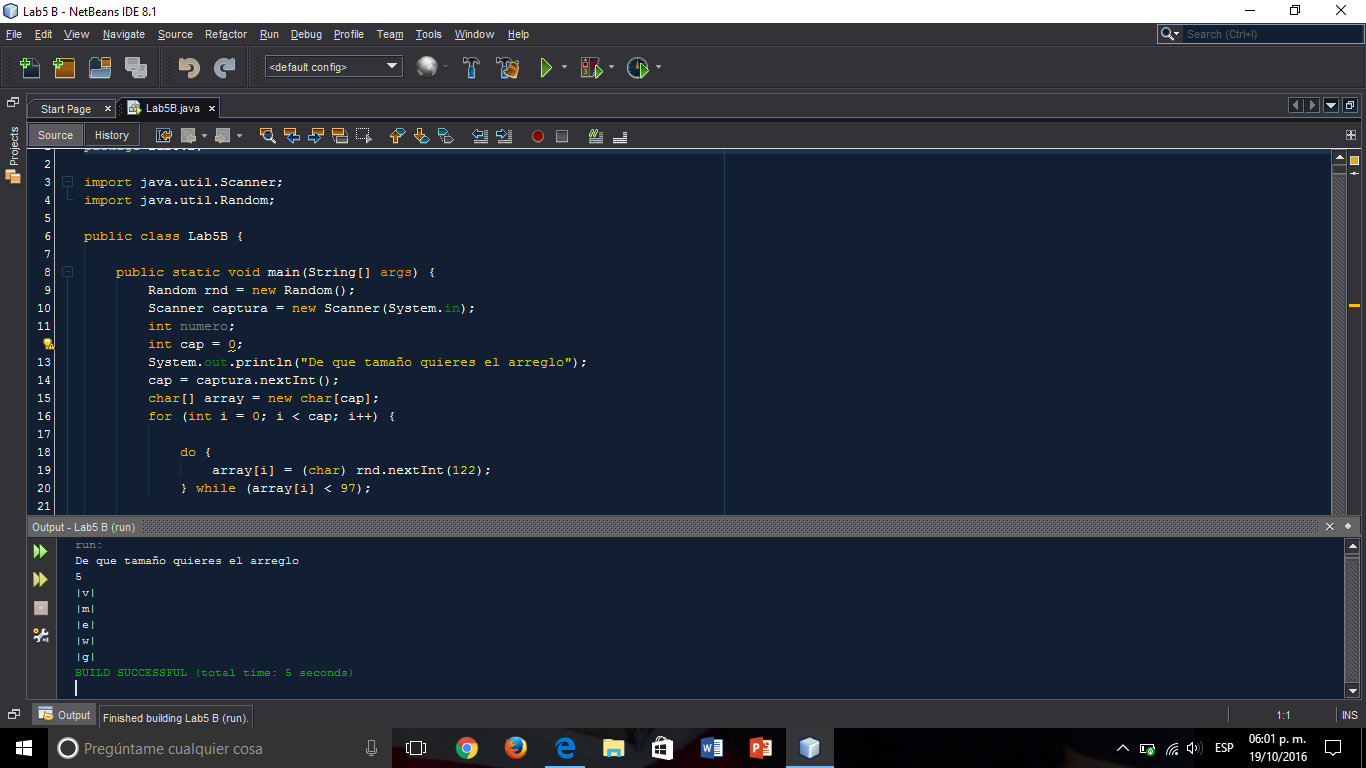 Lab5 B - NetBeans IDE 8.1
File Edit View Navigate Source Refactor Run Debug Profile Team Tools Window Help
Search (Ctrl+I)
<default config>
Start Page Lab5B.java
Projects
Source History
2
3 import java.util.Scanner;
4 import java.util.Random;
5
6 public class Lab5B {
7
8 public static void main(String[] args) {
9 Random rnd = new Random();
10 Scanner captura = new Scanner(System.in);
11 int numero;
int cap = 0;
13 System.out.println("De que tamaño quieres el arreglo");
14 cap = captura.nextInt();
15 char[] array = new char[cap];
16 for (int i = 0; i < cap; i++) {
17
18 do {
19 array[i] = (char) rnd.nextInt(122);
20 } while (array[i] < 97);
21
Output - Lab5 B (run)
run:
De que tamaño quieres el arreglo
5
|v|
|m|
|e|
|w|
|g|
BUILD SUCCESSFUL (total time: 5 seconds)
Output Finished building Lab5 B (run).
1:1 INS
Pregúntame cualquier cosa
ESP
06:01 p. m.
19/10/2016